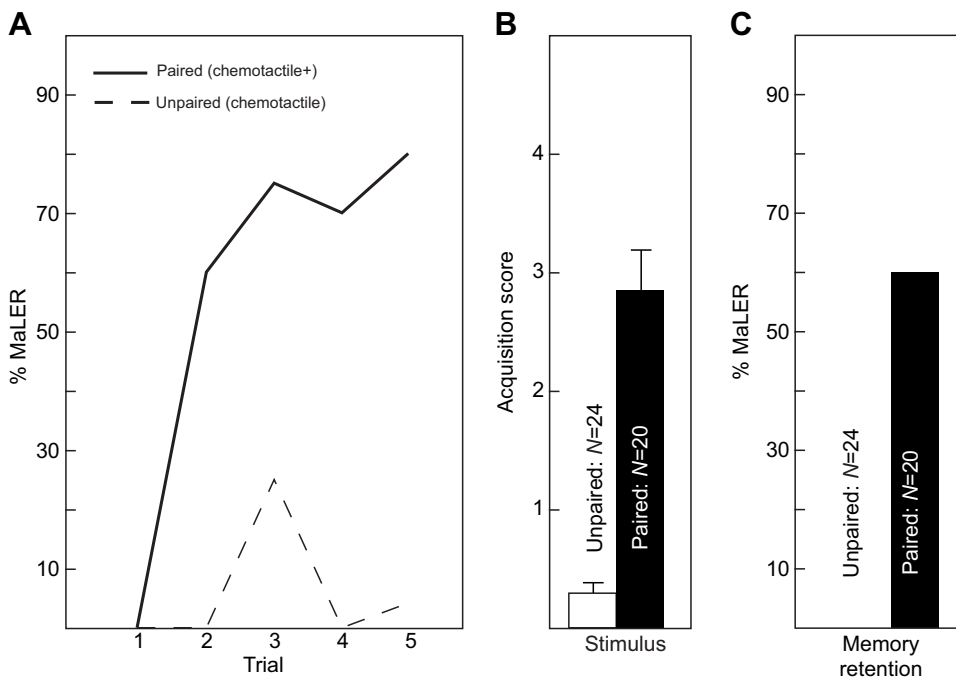 A
% MaLER
90
70
50
30
10
Paired (chemotactile+)
Unpaired (chemotactile)
1 2 3 4 5
Trial
B
Acquisition score
4
3
2
1
Unpaired: N=24
Paired: N=20
Stimulus
C
% MaLER
90
70
50
30
10
Unpaired: N=24
Paired: N=20
Memory
retention